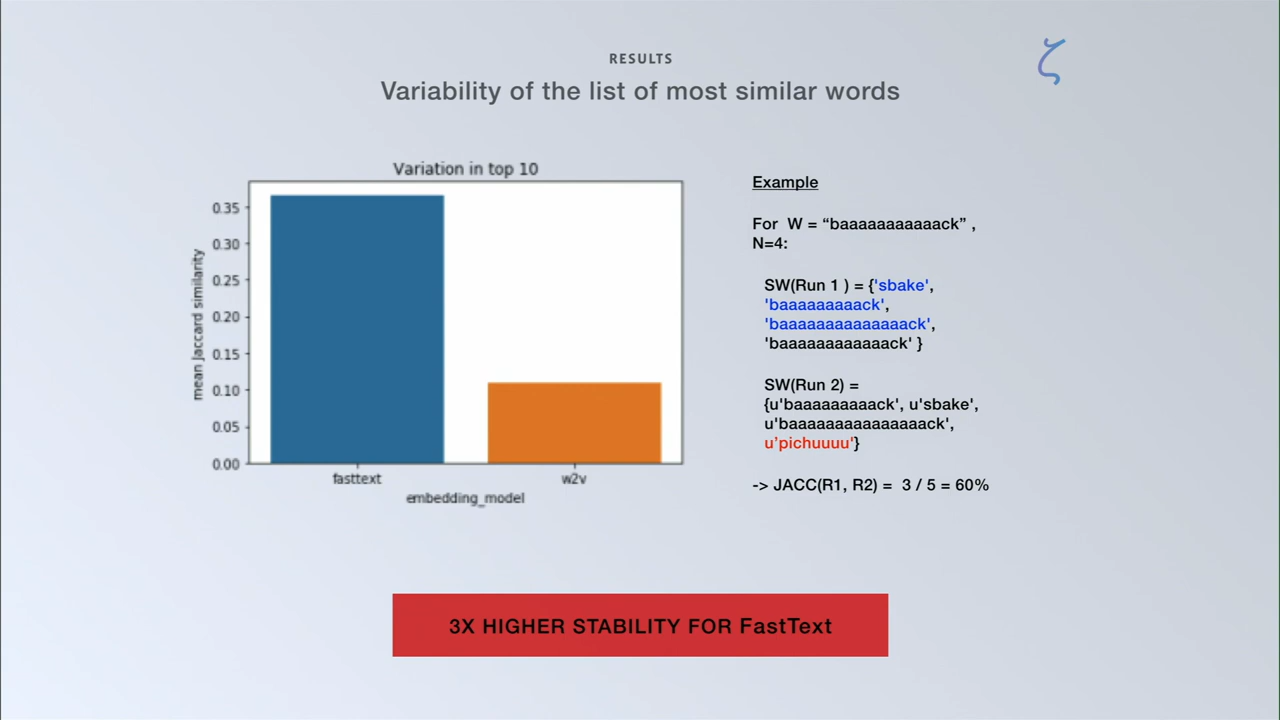 RESULTS
Variability of the list of most similar words
ζ
Variation in top 10
mean Jaccard similarity
0.35
0.30
0.25
0.20
0.15
0.10
0.05
0.00
fasttext
w2v
embedding_model
Example
For W = “baaaaaaaaaaack” ,
N=4:
SW(Run 1 ) = {'sbake',
'baaaaaaaaack',
'baaaaaaaaaaaaaack',
'baaaaaaaaaaaack' }
SW(Run 2) =
{u'baaaaaaaaack', u'sbake',
u'baaaaaaaaaaaaaack',
u’pichuuuu'}
-> JACC(R1, R2) = 3 / 5 = 60%
3X HIGHER STABILITY FOR FastText